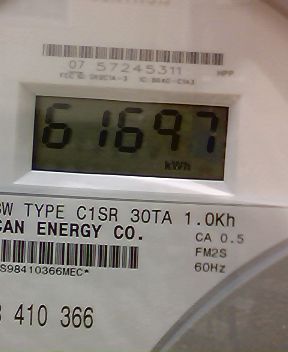 07 57245311
HPP
61697
kWh
SW TYPE C1SR 30TA 1.0Kh
CAN ENERGY CO.
CA 0.5
FM2S
S98410366MEC*
60Hz
410 366